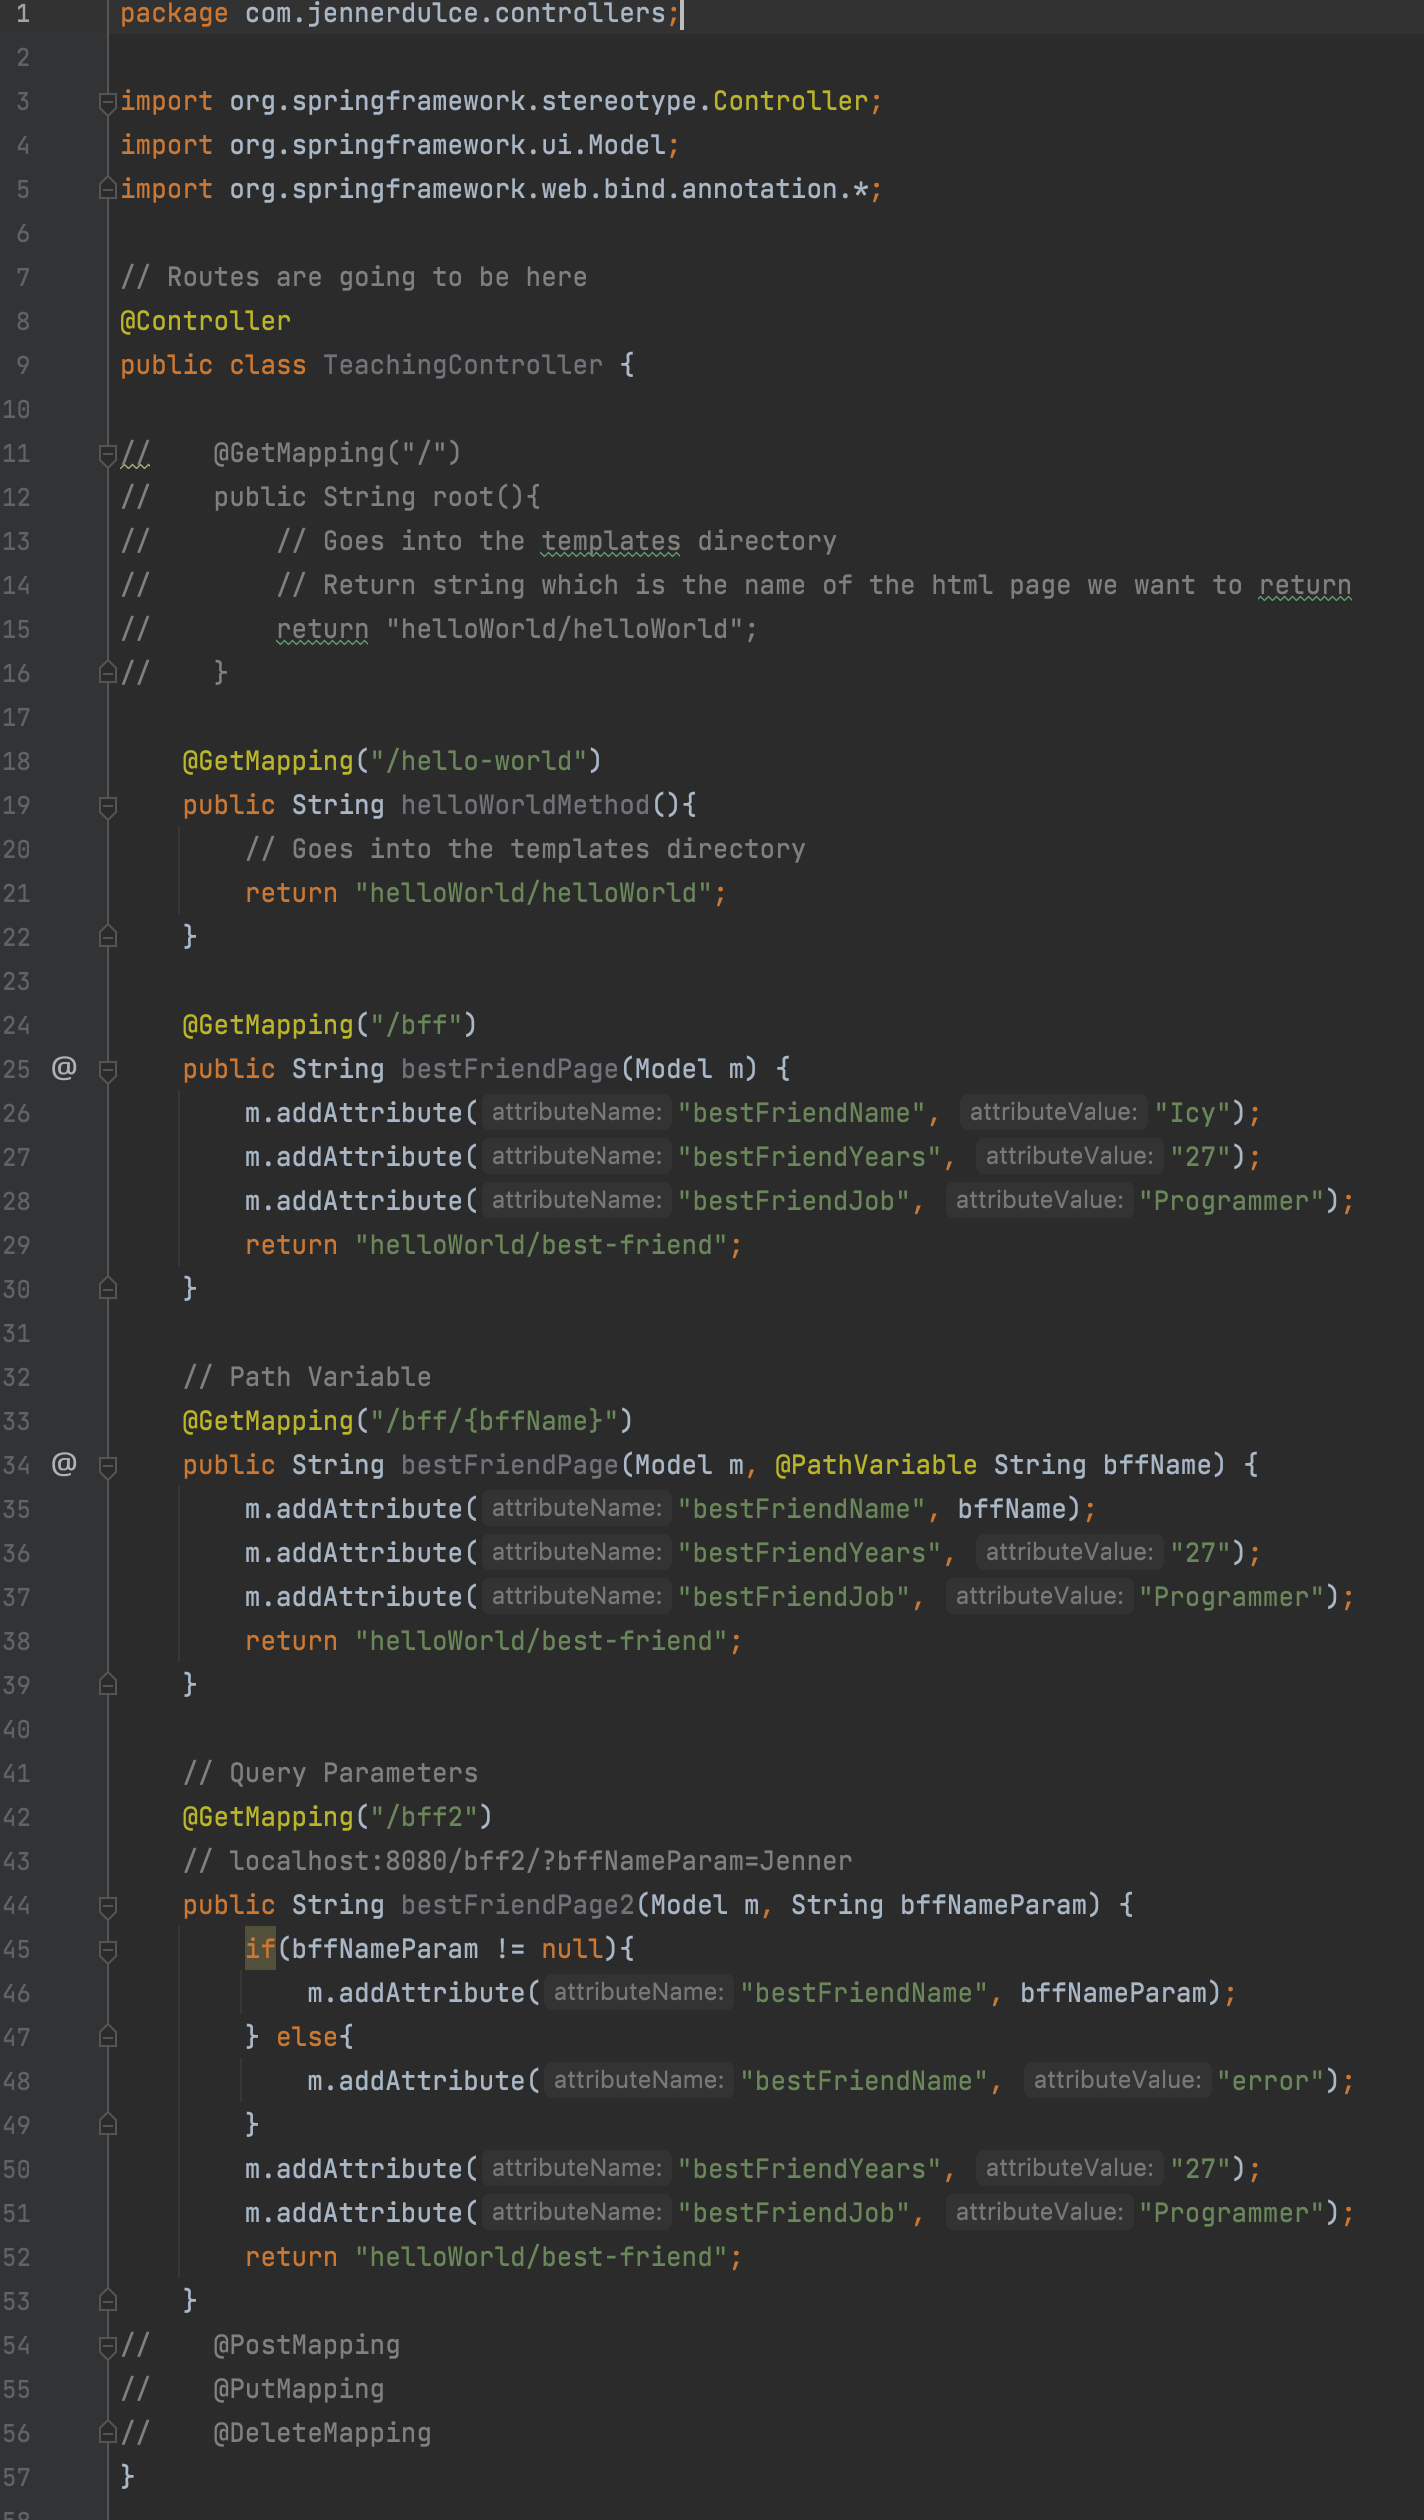 1 package com.jennerdulce.controllers;
2
3 import org.springframework.stereotype.Controller;
4 import org.springframework.ui.Model;
5 import org.springframework.web.bind.annotation.*;
6
7 // Routes are going to be here
8 @Controller
9 public class TeachingController {
10
11 //    @GetMapping("/")
12 //    public String root(){
13 //        // Goes into the templates directory
14 //        // Return string which is the name of the html page we want to return
15 //        return "helloWorld/helloWorld";
16 //    }
17
18     @GetMapping("/hello-world")
19     public String helloWorldMethod(){
20         // Goes into the templates directory
21         return "helloWorld/helloWorld";
22     }
23
24     @GetMapping("/bff")
25 @     public String bestFriendPage(Model m) {
26         m.addAttribute( attributeName: "bestFriendName", attributeValue: "Icy");
27         m.addAttribute( attributeName: "bestFriendYears", attributeValue: "27");
28         m.addAttribute( attributeName: "bestFriendJob", attributeValue: "Programmer");
29         return "helloWorld/best-friend";
30     }
31
32     // Path Variable
33     @GetMapping("/bff/{bffName}")
34 @     public String bestFriendPage(Model m, @PathVariable String bffName) {
35         m.addAttribute( attributeName: "bestFriendName", bffName);
36         m.addAttribute( attributeName: "bestFriendYears", attributeValue: "27");
37         m.addAttribute( attributeName: "bestFriendJob", attributeValue: "Programmer");
38         return "helloWorld/best-friend";
39     }
40
41     // Query Parameters
42     @GetMapping("/bff2")
43     // localhost:8080/bff2/?bffNameParam=Jenner
44     public String bestFriendPage2(Model m, String bffNameParam) {
45         if(bffNameParam != null){
46             m.addAttribute( attributeName: "bestFriendName", bffNameParam);
47         } else{
48             m.addAttribute( attributeName: "bestFriendName", attributeValue: "error");
49         }
50         m.addAttribute( attributeName: "bestFriendYears", attributeValue: "27");
51         m.addAttribute( attributeName: "bestFriendJob", attributeValue: "Programmer");
52         return "helloWorld/best-friend";
53     }
54 //    @PostMapping
55 //    @PutMapping
56 //    @DeleteMapping
57 }
58